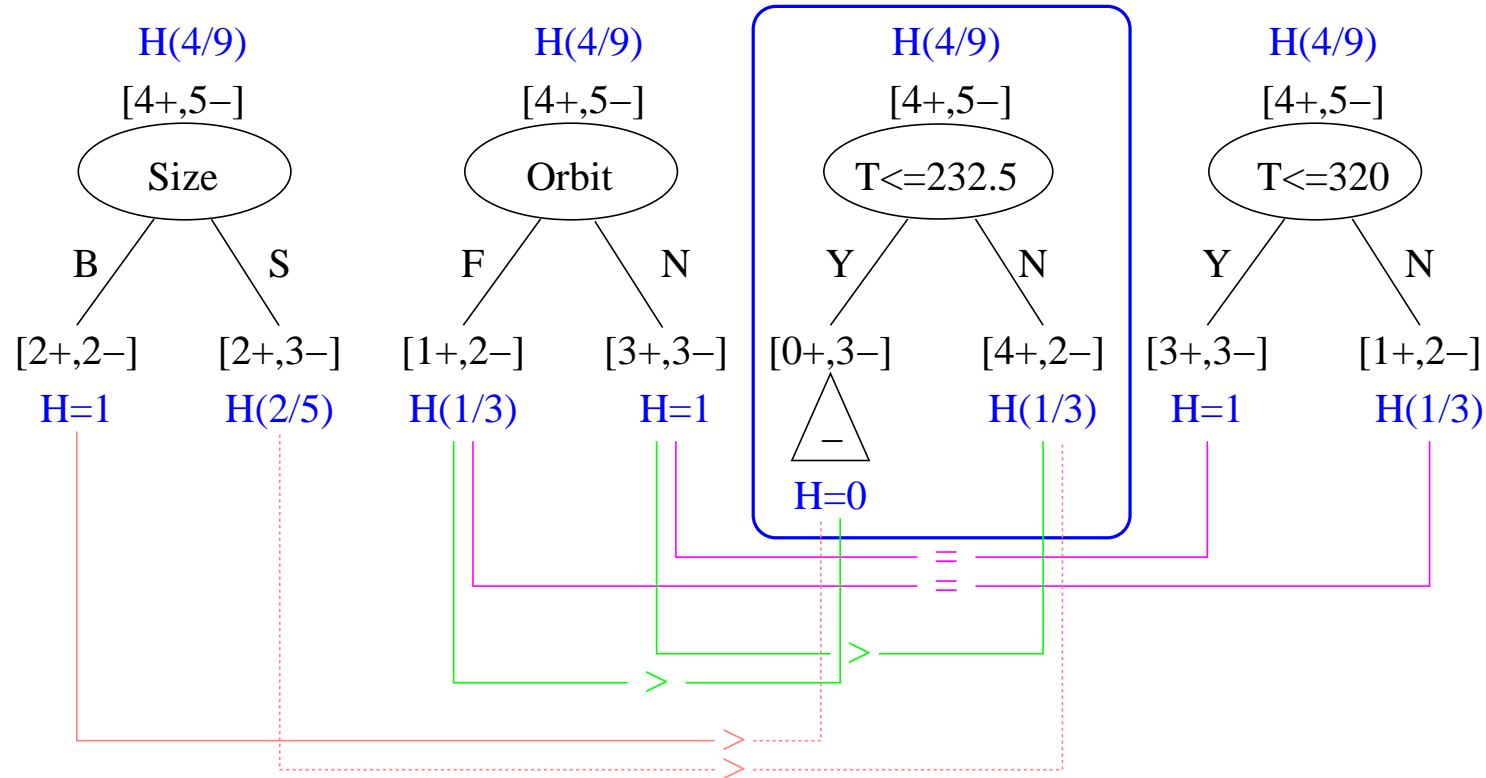 H(4/9) H(4/9) H(4/9) H(4/9)
[4+,5−] [4+,5−] [4+,5−] [4+,5−]
Size Orbit T<=232.5 T<=320
B S F N Y N Y N
[2+,2−] [2+,3−] [1+,2−] [3+,3−] [0+,3−] [4+,2−] [3+,3−] [1+,2−]
H=1 H(2/5) H(1/3) H=1 H(1/3) H=1 H(1/3)
−
H=0
=
=
>
>
>
>